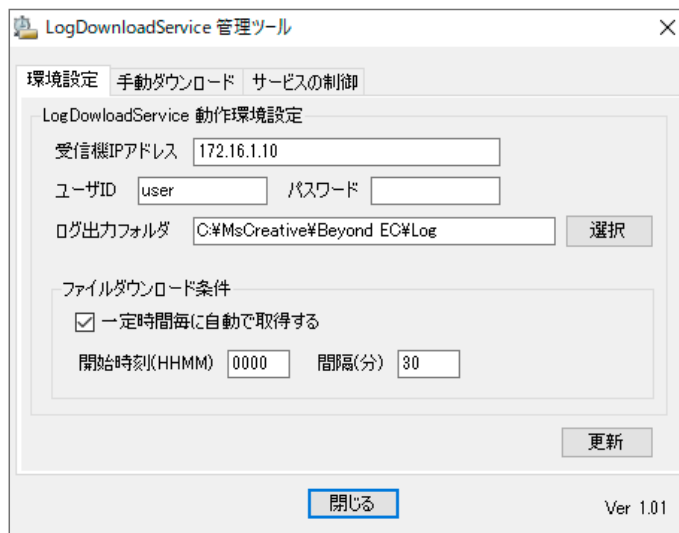 LogDownloadService 管理ツール
環境設定 手動ダウンロード サービスの制御
LogDowloadService 動作環境設定
受信機IPアドレス 172.16.1.10
ユーザID user パスワード
ログ出力フォルダ C:¥MsCreative¥Beyond EC¥Log 選択
ファイルダウンロード条件
一定時間毎に自動で取得する
開始時刻(HHMM) 0000 間隔(分) 30
更新
閉じる Ver 1.01